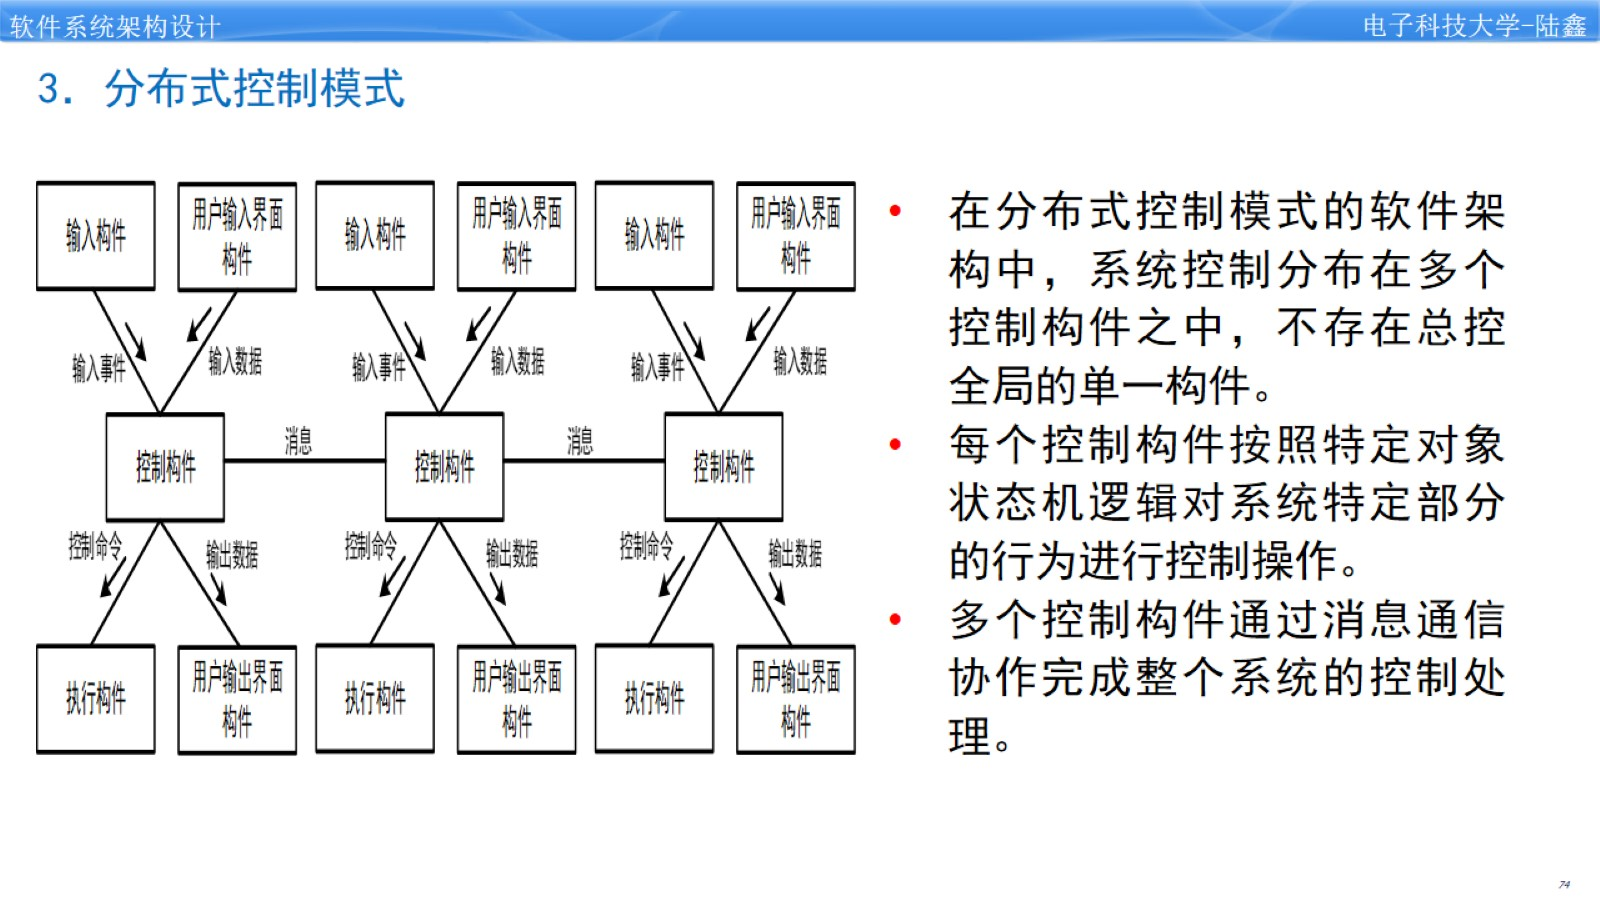 软件系统架构设计
电子科技大学-陆鑫
3. 分布式控制模式
输入构件
用户输入界面
构件
输入构件
用户输入界面
构件
输入构件
用户输入界面
构件
输入事件
输入数据
输入事件
输入数据
输入事件
输入数据
控制构件
消息
控制构件
消息
控制构件
控制命令
输出数据
控制命令
输出数据
控制命令
输出数据
执行构件
用户输出界面
构件
执行构件
用户输出界面
构件
执行构件
用户输出界面
构件
• 在分布式控制模式的软件架
构中，系统控制分布在多个
控制构件之中，不存在总控
全局的单一构件。
• 每个控制构件按照特定对象
状态机逻辑对系统特定部分
的行为进行控制操作。
• 多个控制构件通过消息通信
协作完成整个系统的控制处
理。
74